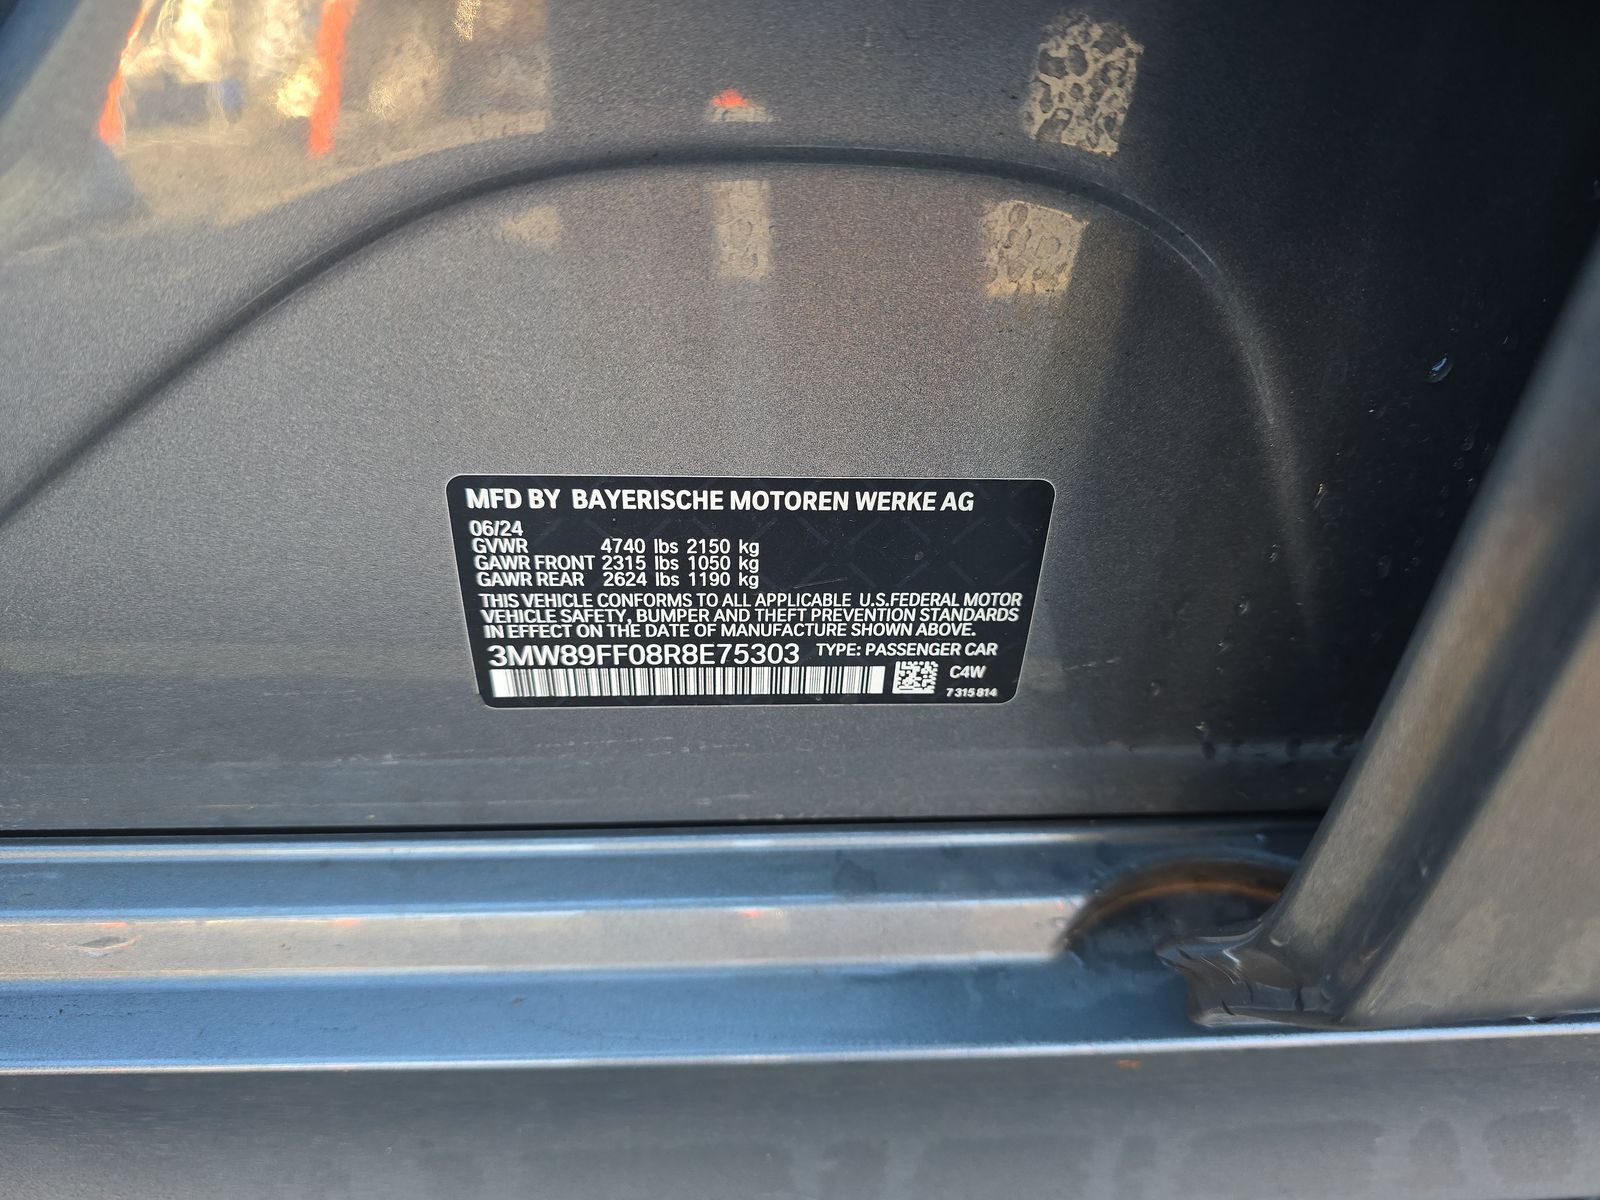 MFD BY BAYERISCHE MOTOREN WERKE AG
06/24
GVWR 4740 lbs 2150 kg
GAWR FRONT 2315 lbs 1050 kg
GAWR REAR 2624 lbs 1190 kg
THIS VEHICLE CONFORMS TO ALL APPLICABLE U.S.FEDERAL MOTOR
VEHICLE SAFETY, BUMPER AND THEFT PREVENTION STANDARDS
IN EFFECT ON THE DATE OF MANUFACTURE SHOWN ABOVE.
3MW89FF08R8E75303 TYPE: PASSENGER CAR
C4W
7 315 814